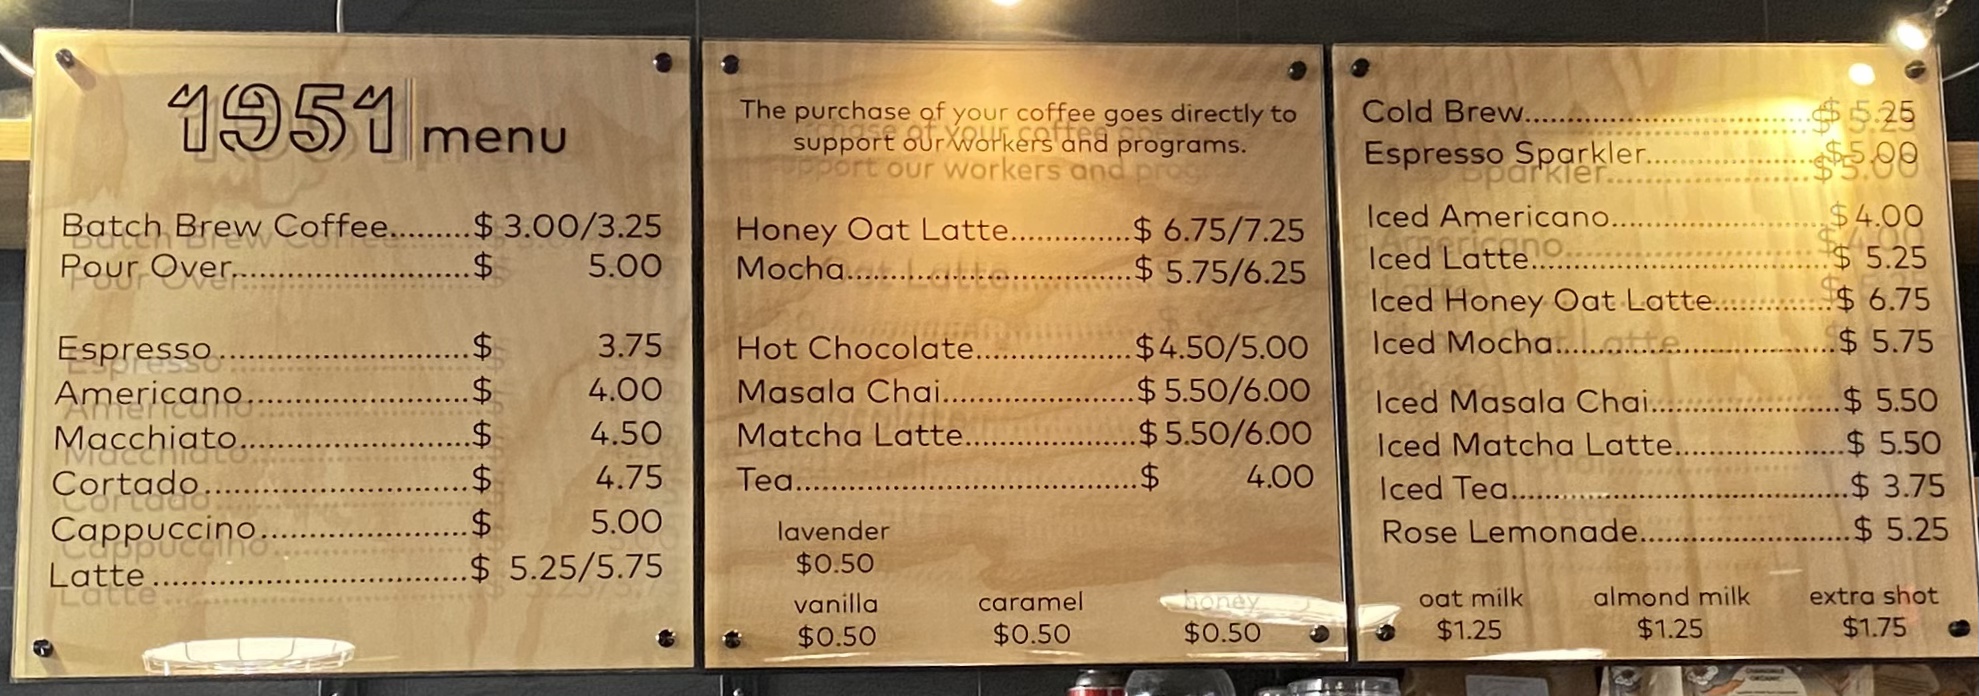 1951 menu
Batch Brew Coffee.........$ 3.00/3.25
Pour Over..........................$ 5.00
Espresso ...........................$ 3.75
Americano........................$ 4.00
Macchiato.........................$ 4.50
Cortado.............................$ 4.75
Cappuccino.......................$ 5.00
Latte ..................................$ 5.25/5.75
The purchase of your coffee goes directly to
support our workers and programs.
Honey Oat Latte..............$ 6.75/7.25
Mocha................................$ 5.75/6.25
Hot Chocolate..................$4.50/5.00
Masala Chai......................$ 5.50/6.00
Matcha Latte....................$ 5.50/6.00
Tea......................................$ 4.00
lavender
$0.50
vanilla caramel honey
$0.50 $0.50 $0.50
Cold Brew..................................$ 5.25
Espresso Sparkler....................$5.00
Iced Americano.........................$4.00
Iced Latte...................................$ 5.25
Iced Honey Oat Latte..............$ 6.75
Iced Mocha................................$ 5.75
Iced Masala Chai......................$ 5.50
Iced Matcha Latte....................$ 5.50
Iced Tea.......................................$ 3.75
Rose Lemonade........................$ 5.25
oat milk almond milk extra shot
$1.25 $1.25 $1.75